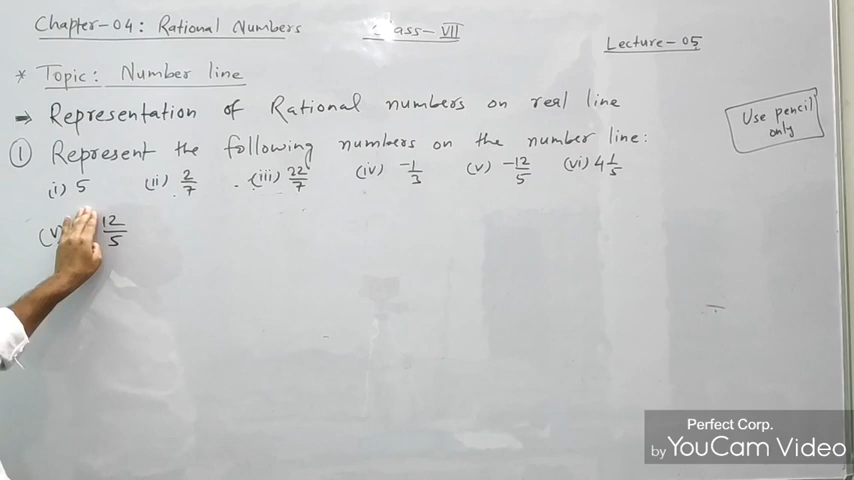 Chapter-04: Rational Numbers
Class-VII
Lecture-05
* Topic: Number line
→ Representation of Rational numbers on real line
Use pencil only
① Represent the following numbers on the number line:
(i) 5 (ii) 2/7 (iii) 22/7 (iv) -1/3 (v) -12/5 (vi) 4 1/5
(v) 12/5
Perfect Corp.
by YouCam Video